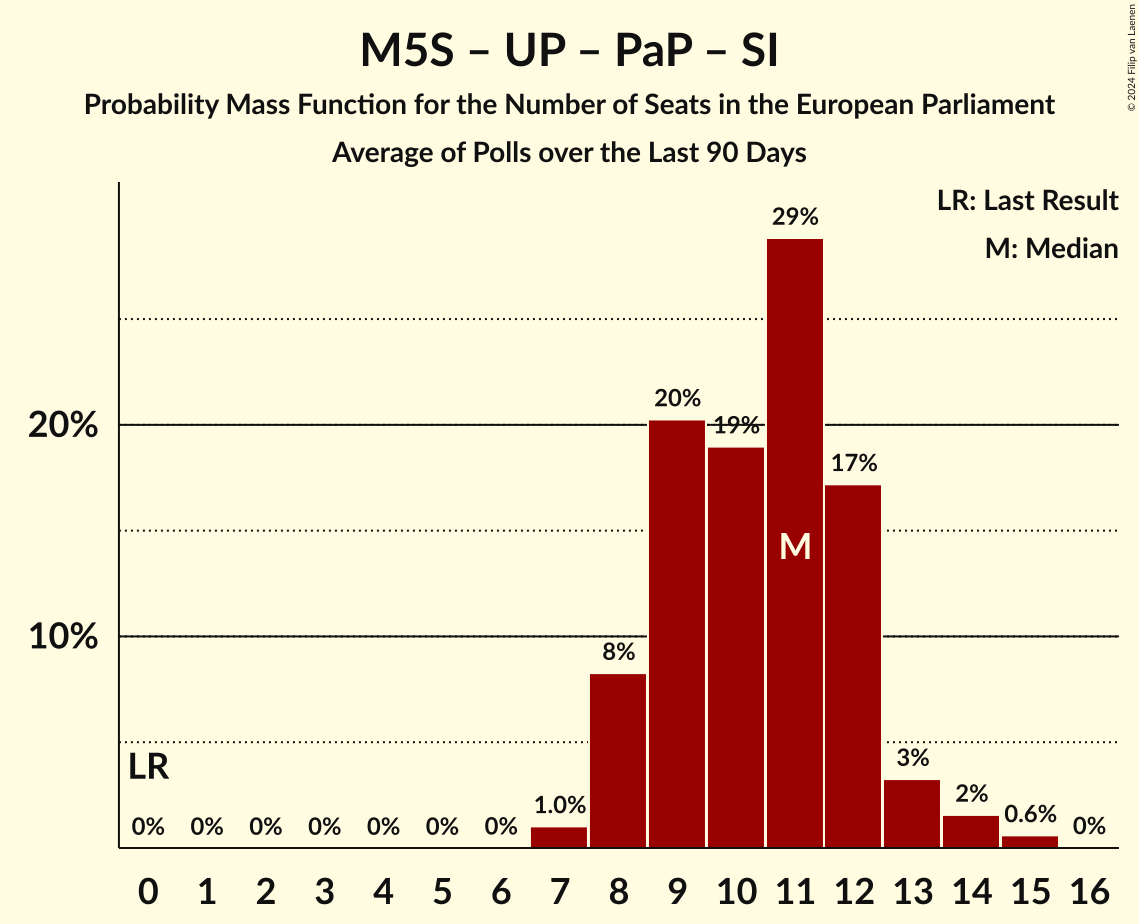 M5S – UP – PaP – SI
Probability Mass Function for the Number of Seats in the European Parliament
Average of Polls over the Last 90 Days
© 2024 Filip van Laenen
LR: Last Result
M: Median
29%
20%
20%
19%
17%
M
10%
8%
LR
3%
2%
1.0%
0.6%
0% 0% 0% 0% 0% 0% 0% 0%
0 1 2 3 4 5 6 7 8 9 10 11 12 13 14 15 16